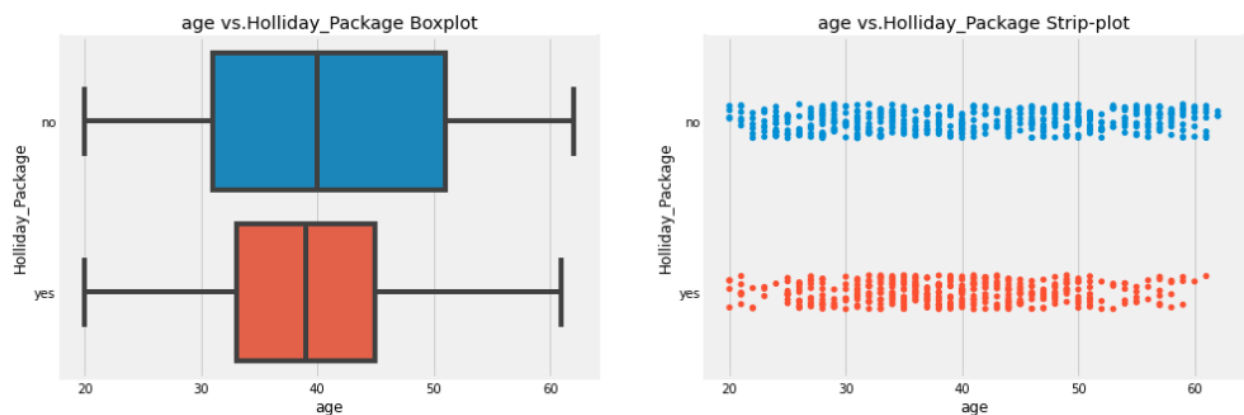 age vs.Holliday_Package Boxplot
Holliday_Package
no
yes
20 30 40 50 60
age
age vs.Holliday_Package Strip-plot
Holliday_Package
no
yes
20 30 40 50 60
age